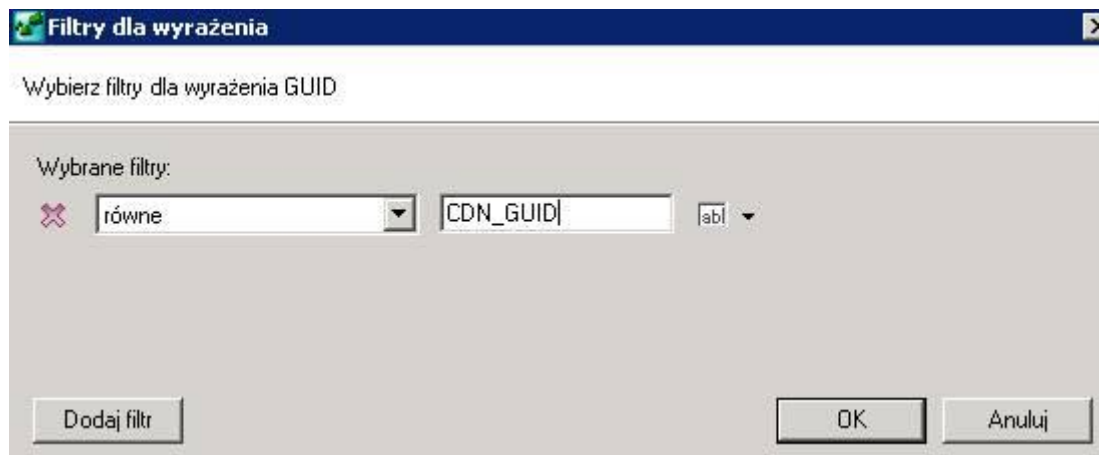 Filtry dla wyrażenia
Wybierz filtry dla wyrażenia GUID
Wybrane filtry:
równe CDN_GUID abl
Dodaj filtr OK Anuluj